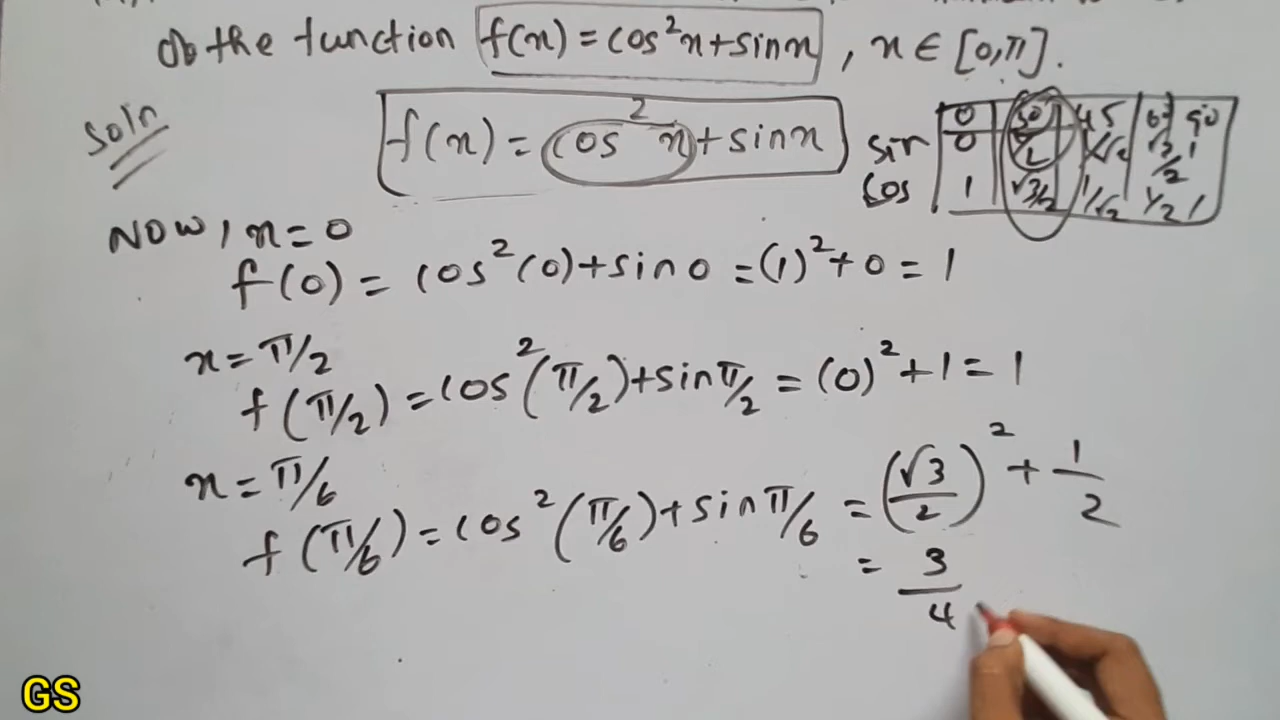 of the function f(x) = cos²x + sinx , x ∈ [0,π].
Soln
f(x) = cos²x + sinx
0 30 45 60 90
sin 0 1/2 1/√2 √3/2 1
cos 1 √3/2 1/√2 1/2 1
NOW, x = 0
f(0) = cos²(0) + sin0 = (1)² + 0 = 1
x = π/2
f(π/2) = cos²(π/2) + sinπ/2 = (0)² + 1 = 1
x = π/6
f(π/6) = cos²(π/6) + sinπ/6 = (√3/2)² + 1/2
= 3/4
GS